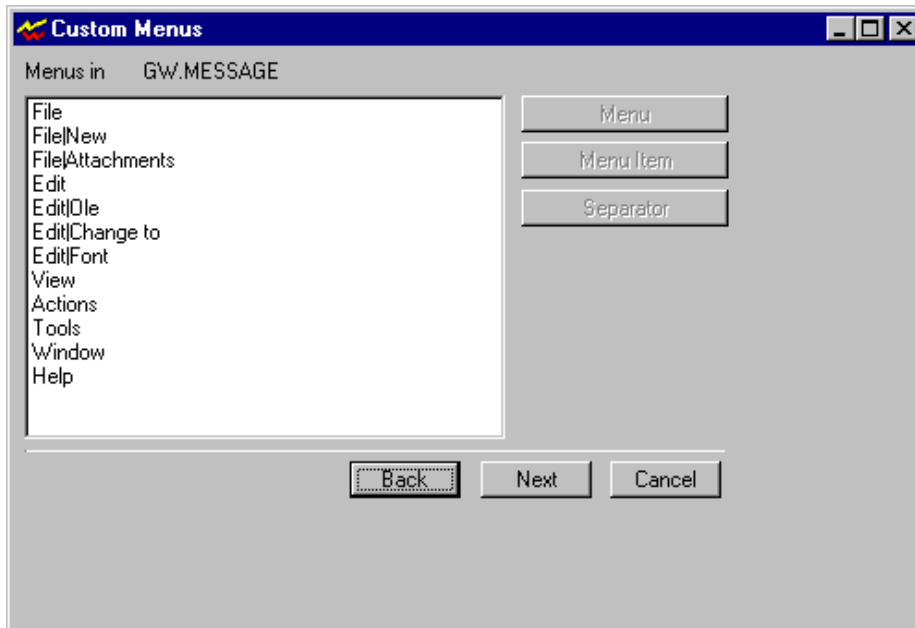 Custom Menus
Menus in GW.MESSAGE
File
File|New
File|Attachments
Edit
Edit|Ole
Edit|Change to
Edit|Font
View
Actions
Tools
Window
Help
Menu
Menu Item
Separator
Back Next Cancel